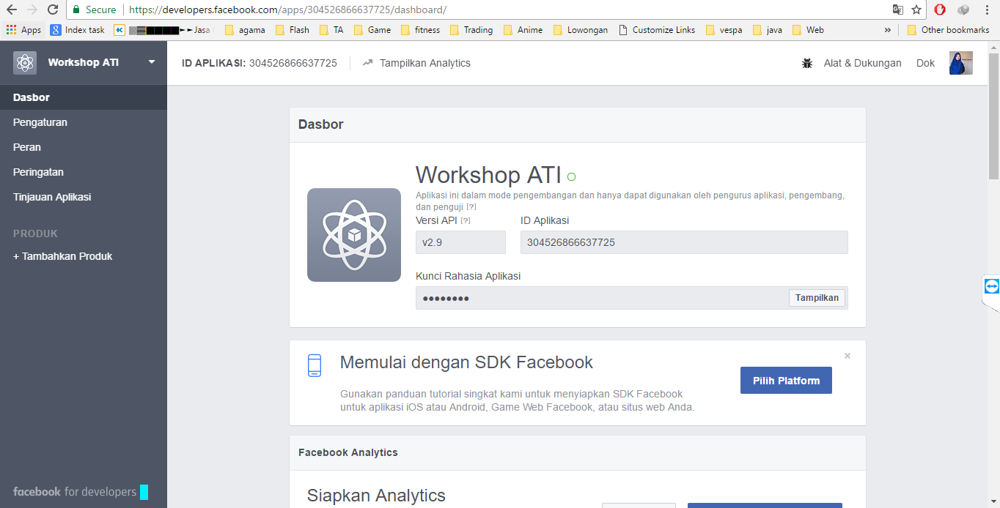 Secure https://developers.facebook.com/apps/304526866637725/dashboard/
Apps Index task Jasa agama Flash TA Game fitness Trading Anime Lowongan Customize Links vespa java Web » Other bookmarks
Workshop ATI
ID APLIKASI: 304526866637725 Tampilkan Analytics Alat & Dukungan Dok
Dasbor
Pengaturan
Peran
Peringatan
Tinjauan Aplikasi
PRODUK
+ Tambahkan Produk
facebook for developers
Dasbor
Workshop ATI
Aplikasi ini dalam mode pengembangan dan hanya dapat digunakan oleh pengurus aplikasi, pengembang,
dan penguji [?]
Versi API [?] ID Aplikasi
v2.9 304526866637725
Kunci Rahasia Aplikasi
●●●●●●●● Tampilkan
Memulai dengan SDK Facebook
Gunakan panduan tutorial singkat kami untuk menyiapkan SDK Facebook
untuk aplikasi iOS atau Android, Game Web Facebook, atau situs web Anda.
Pilih Platform
Facebook Analytics
Siapkan Analytics